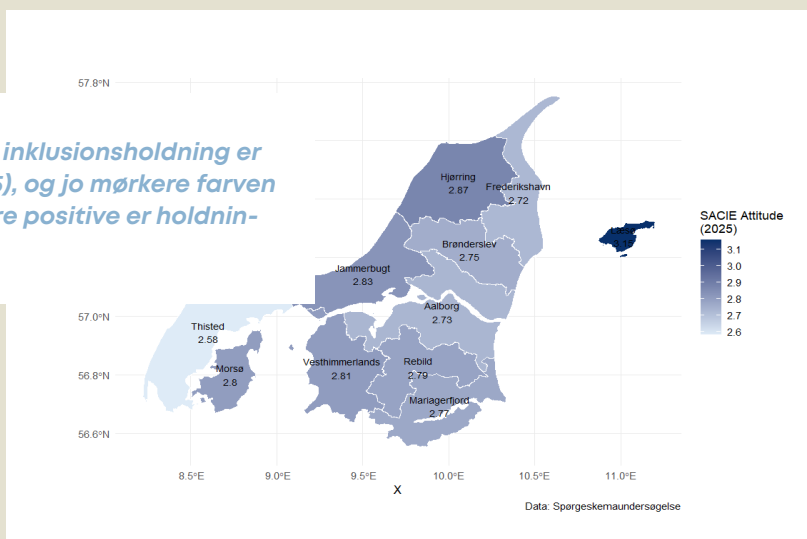 57.8°N
inklusionsholdning er
5), og jo mørkere farven
re positive er holdnin-
Hjørring
2.87
Frederikshavn
2.72
Brønderslev
2.75
Jammerbugt
2.83
Aalborg
2.73
57.0°N
Thisted
2.58
Morsø
2.8
Vesthimmerlands
2.81
Rebild
2.79
Mariagerfjord
2.77
56.8°N
56.6°N
8.5°E 9.0°E 9.5°E 10.0°E 10.5°E 11.0°E
X
Data: Spørgeskemaundersøgelse
SACIE Attitude
(2025)
3.1
3.0
2.9
2.8
2.7
2.6